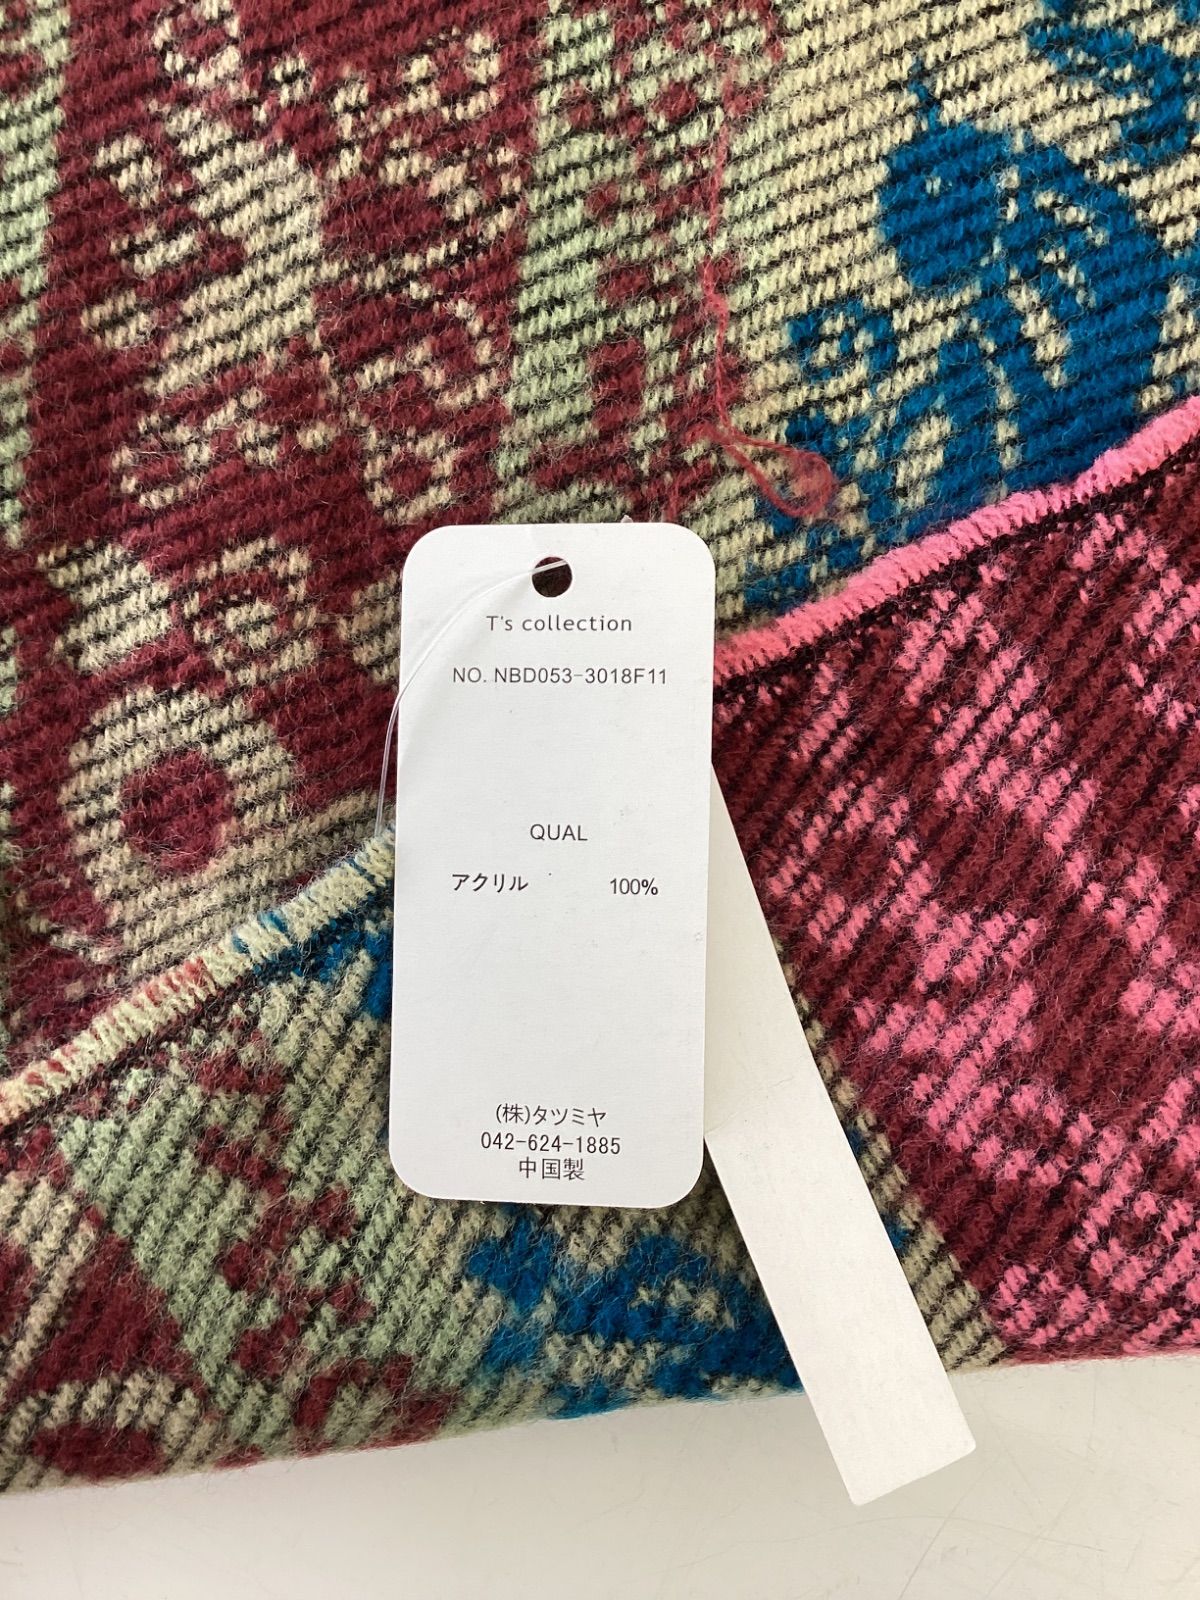 T's collection
NO. NBD053-3018F11
QUAL
アクリル 100%
(株)タツミヤ
042-624-1885
中国製